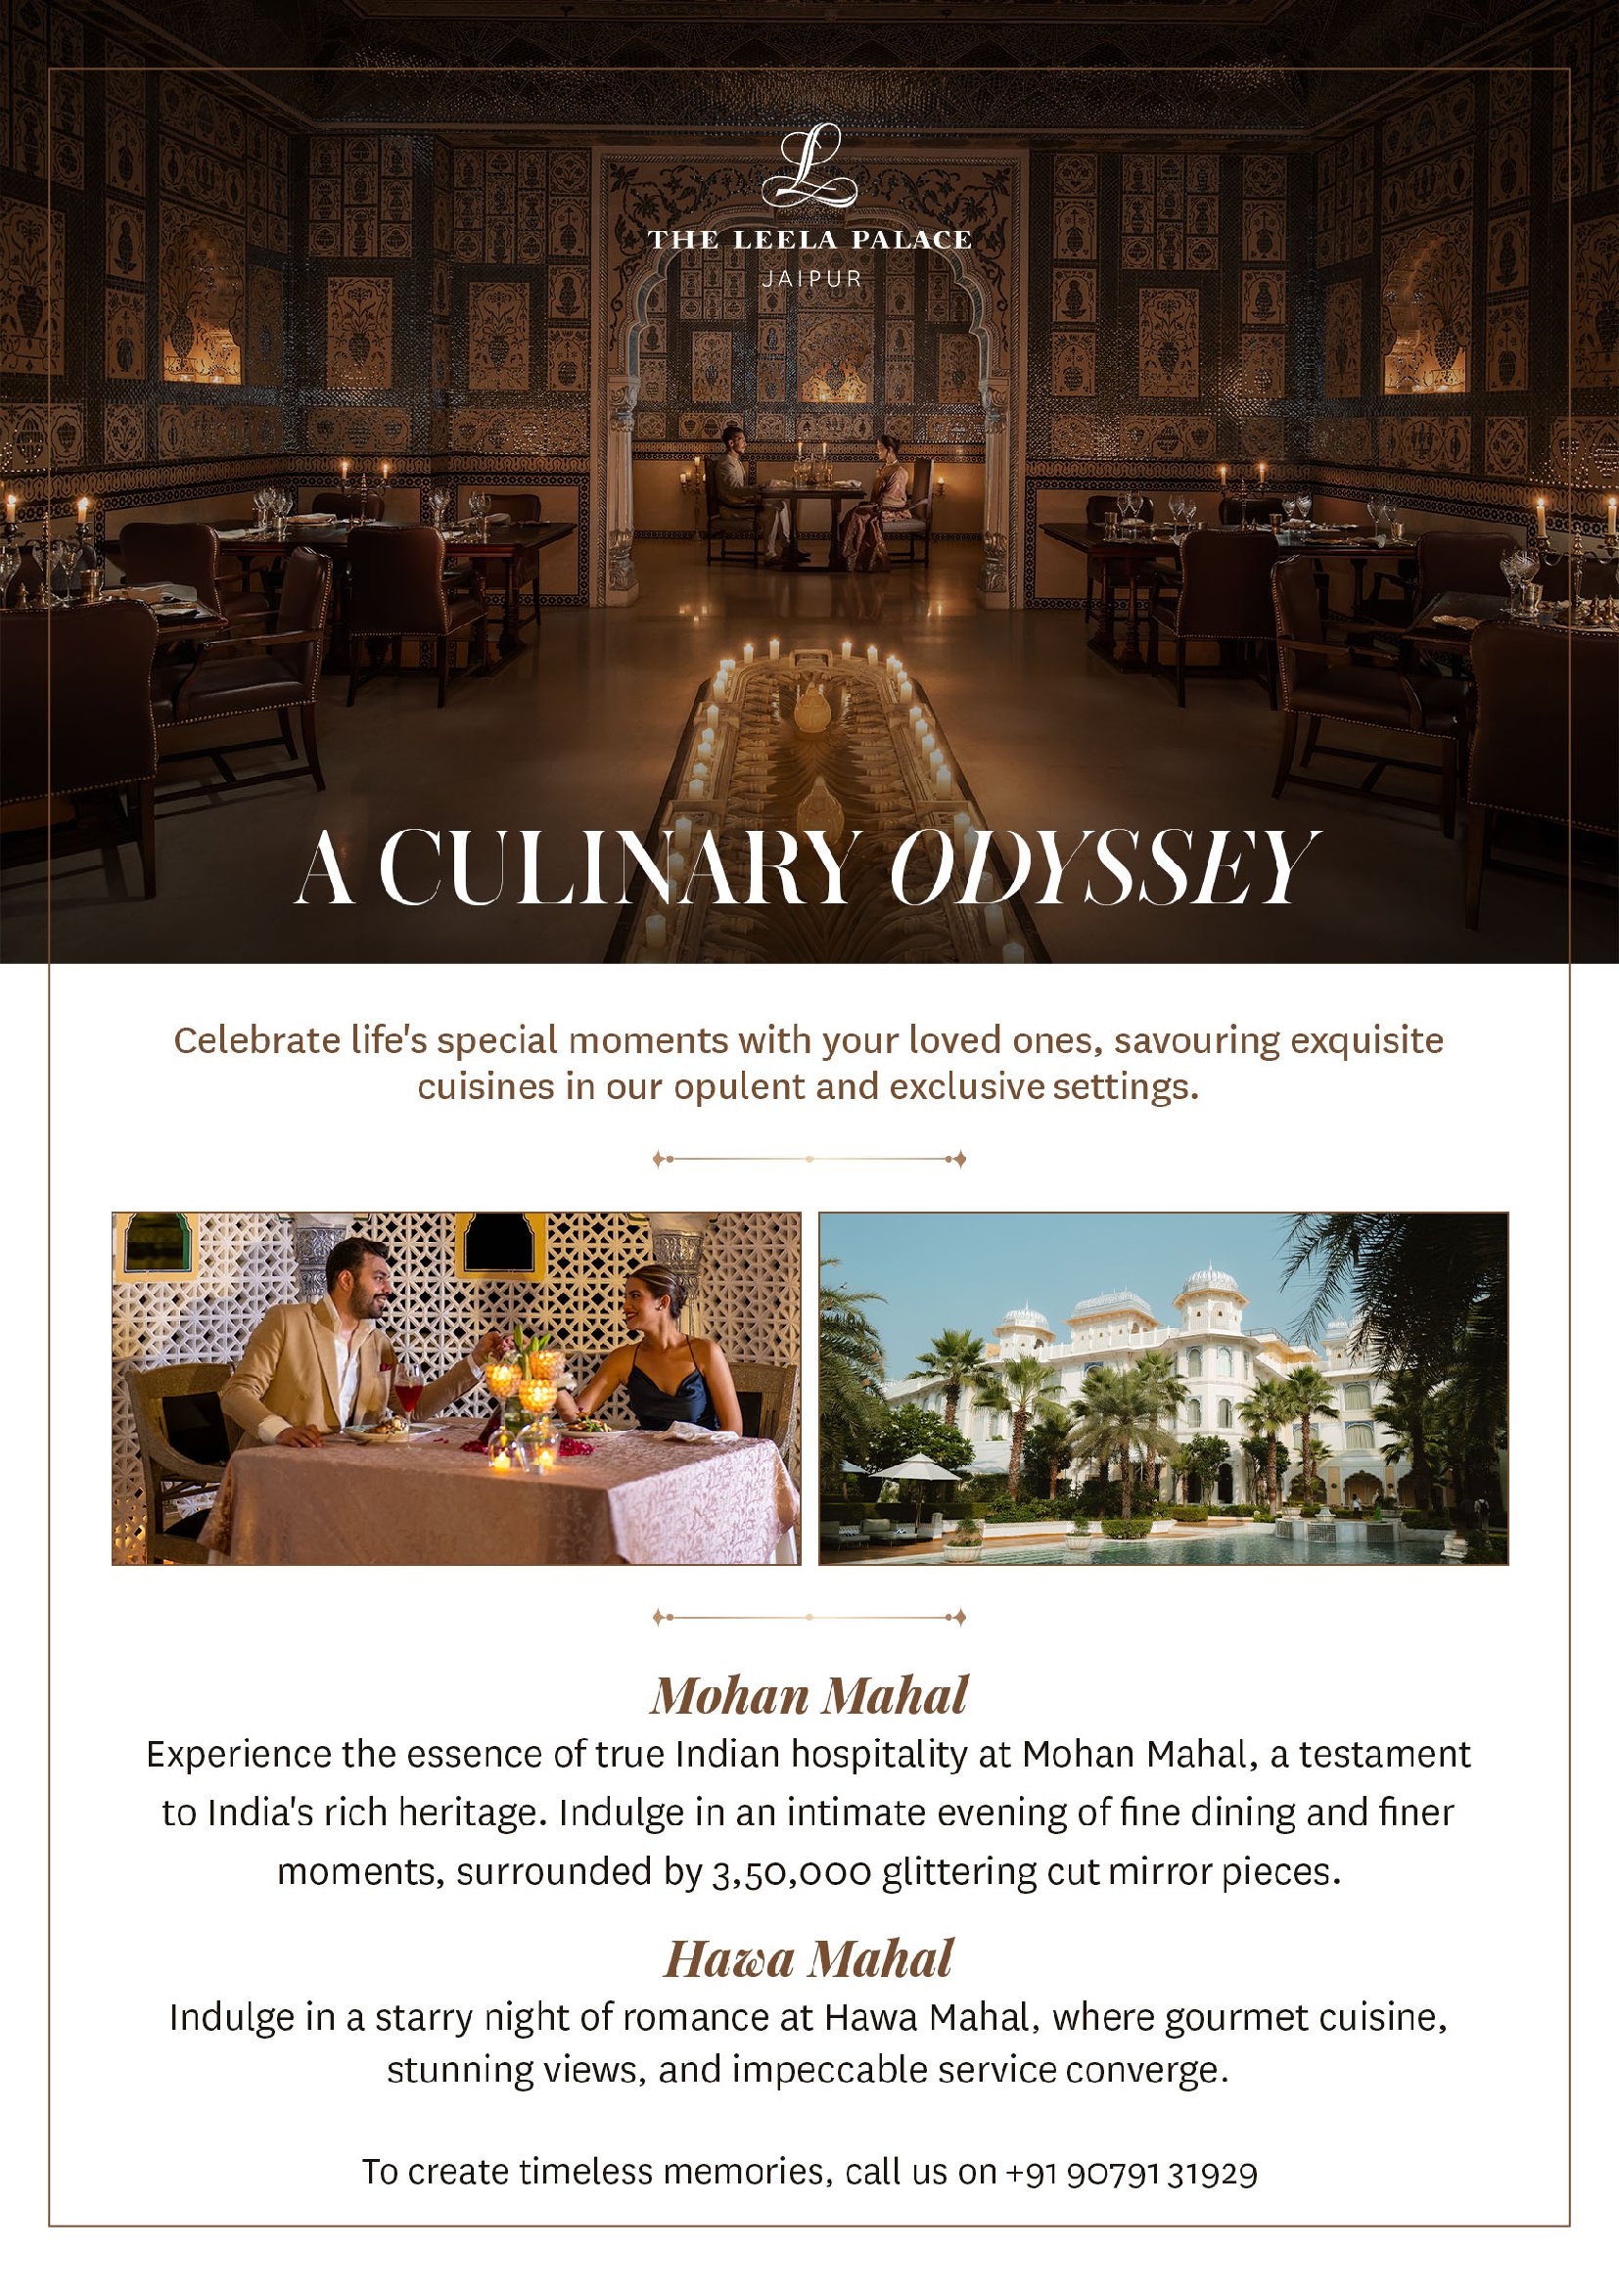 L
THE LEELA PALACE
JAIPUR
A CULINARY ODYSSEY
Celebrate life's special moments with your loved ones, savouring exquisite
cuisines in our opulent and exclusive settings.
Mohan Mahal
Experience the essence of true Indian hospitality at Mohan Mahal, a testament
to India's rich heritage. Indulge in an intimate evening of fine dining and finer
moments, surrounded by 3,50,000 glittering cut mirror pieces.
Hawa Mahal
Indulge in a starry night of romance at Hawa Mahal, where gourmet cuisine,
stunning views, and impeccable service converge.
To create timeless memories, call us on +91 90791 31929